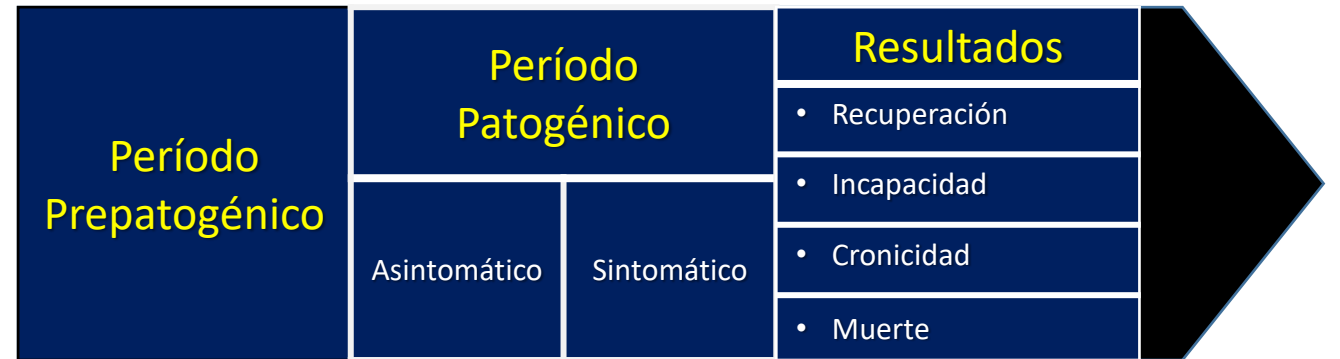 Período
Prepatogénico
Período
Patogénico
Asintomático
Sintomático
Resultados
• Recuperación
• Incapacidad
• Cronicidad
• Muerte